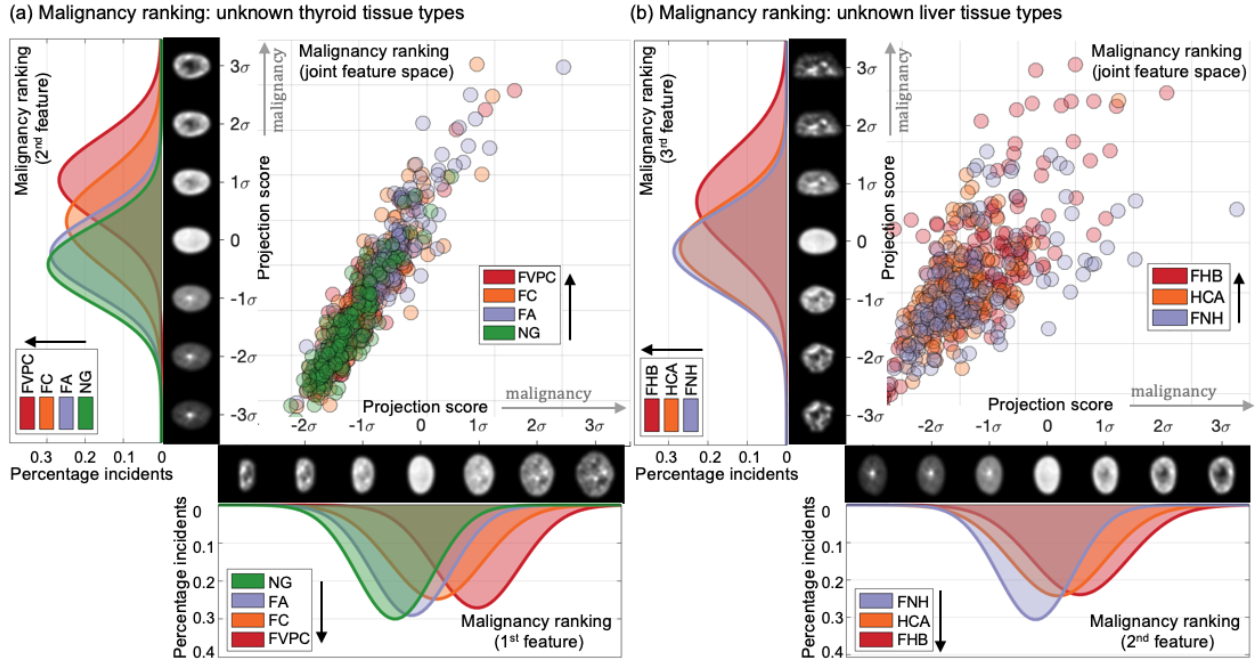 (a) Malignancy ranking: unknown thyroid tissue types
Malignancy ranking
(2nd feature)
3σ
2σ
1σ
0
-1σ
-2σ
-3σ
Projection score
malignancy
Malignancy ranking
(joint feature space)
FVPC
FC
FA
NG
FVPC
FC
FA
NG
malignancy
Projection score
0.3 0.2 0.1 0
Percentage incidents
-2σ -1σ 0 1σ 2σ 3σ
Percentage incidents
0
0.1
0.2
0.3
0.4
NG
FA
FC
FVPC
Malignancy ranking
(1st feature)
(b) Malignancy ranking: unknown liver tissue types
Malignancy ranking
(3rd feature)
3σ
2σ
1σ
0
-1σ
-2σ
-3σ
Projection score
malignancy
Malignancy ranking
(joint feature space)
FHB
HCA
FNH
FHB
HCA
FNH
malignancy
Projection score
0.3 0.2 0.1 0
Percentage incidents
-2σ -1σ 0 1σ 2σ 3σ
Percentage incidents
0
0.1
0.2
0.3
0.4
FNH
HCA
FHB
Malignancy ranking
(2nd feature)